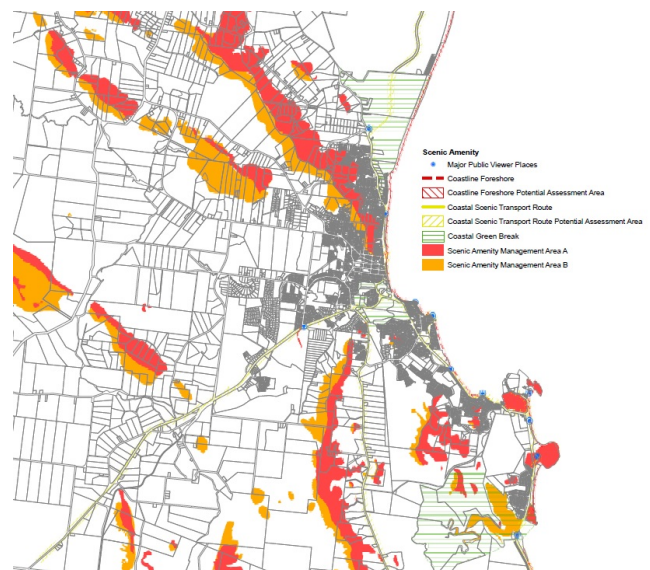 Scenic Amenity
Major Public Viewer Places
Coastline Foreshore
Coastline Foreshore Potential Assessment Area
Coastal Scenic Transport Route
Coastal Scenic Transport Route Potential Assessment Area
Coastal Green Break
Scenic Amenity Management Area A
Scenic Amenity Management Area B